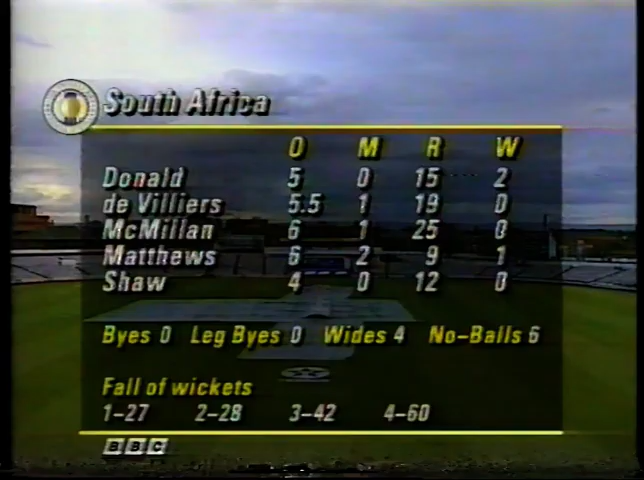 South Africa
O M R W
Donald 5 0 15 2
de Villiers 5.5 1 19 0
McMillan 6 1 25 0
Matthews 6 2 9 1
Shaw 4 0 12 0
Byes 0 Leg Byes 0 Wides 4 No-Balls 6
Fall of wickets
1-27 2-28 3-42 4-60
BBC